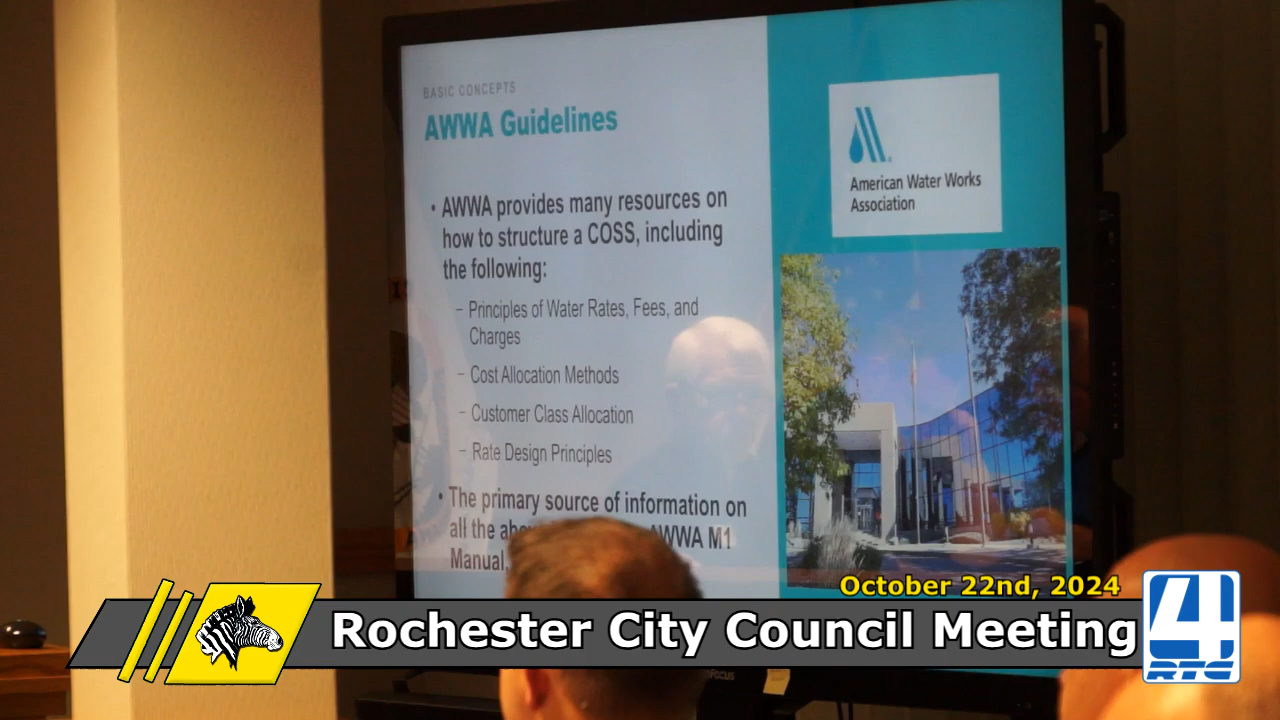 BASIC CONCEPTS
AWWA Guidelines
• AWWA provides many resources on
how to structure a COSS, including
the following:
– Principles of Water Rates, Fees, and
Charges
– Cost Allocation Methods
– Customer Class Allocation
– Rate Design Principles
• The primary source of information on
all the AWWA M1
Manual,
American Water Works
Association
October 22nd, 2024
Rochester City Council Meeting
4
RTC